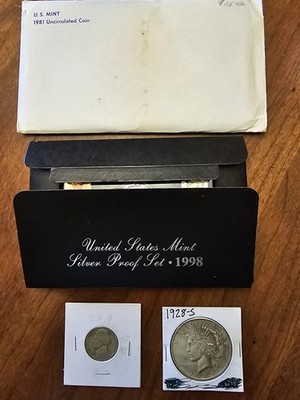 U.S. MINT
1981 Uncirculated Coin
United States Mint
Silver Proof Set • 1998
1928-S